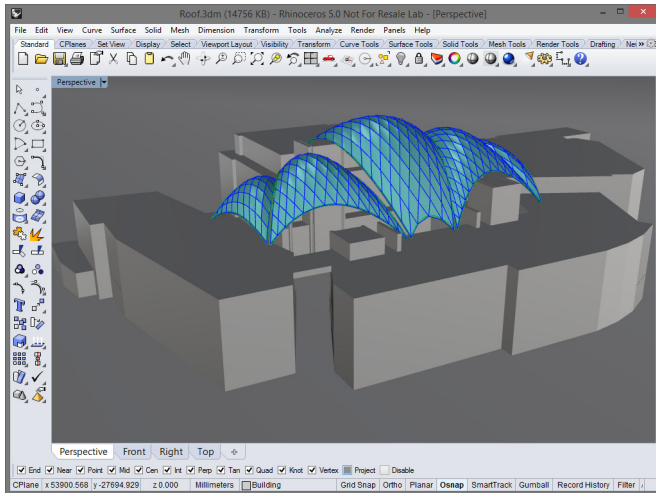 Roof.3dm (14756 KB) - Rhinoceros 5.0 Not For Resale Lab - [Perspective]
File Edit View Curve Surface Solid Mesh Dimension Transform Tools Analyze Render Panels Help
Standard CPlanes Set View Display Select Viewport Layout Visibility Transform Curve Tools Surface Tools Solid Tools Mesh Tools Render Tools Drafting
Perspective
Perspective Front Right Top
End Near Point Mid Cen Int Perp Tan Quad Knot Vertex Project Disable
CPlane x 53900.568 y -27694.929 z 0.000 Millimeters Building Grid Snap Ortho Planar Osnap SmartTrack Gumball Record History Filter